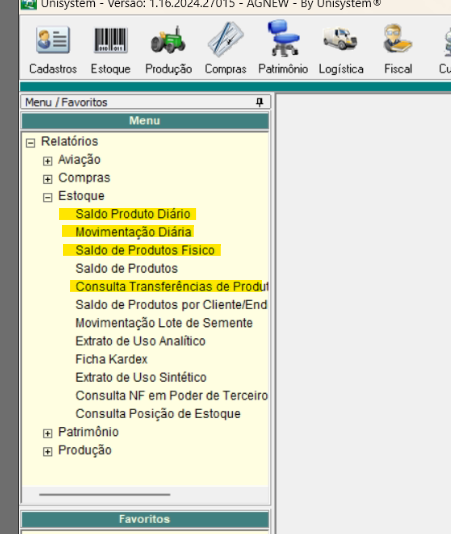 Unisystem - Versão: 1.16.2024.27015 - AGNEW - By Unisystem®
Cadastros Estoque Produção Compras Patrimônio Logística Fiscal
Menu / Favoritos
Menu
Relatórios
Aviação
Compras
Estoque
Saldo Produto Diário
Movimentação Diária
Saldo de Produtos Fisico
Saldo de Produtos
Consulta Transferências de Produt
Saldo de Produtos por Cliente/End
Movimentação Lote de Semente
Extrato de Uso Analítico
Ficha Kardex
Extrato de Uso Sintético
Consulta NF em Poder de Terceiro
Consulta Posição de Estoque
Patrimônio
Produção
Favoritos